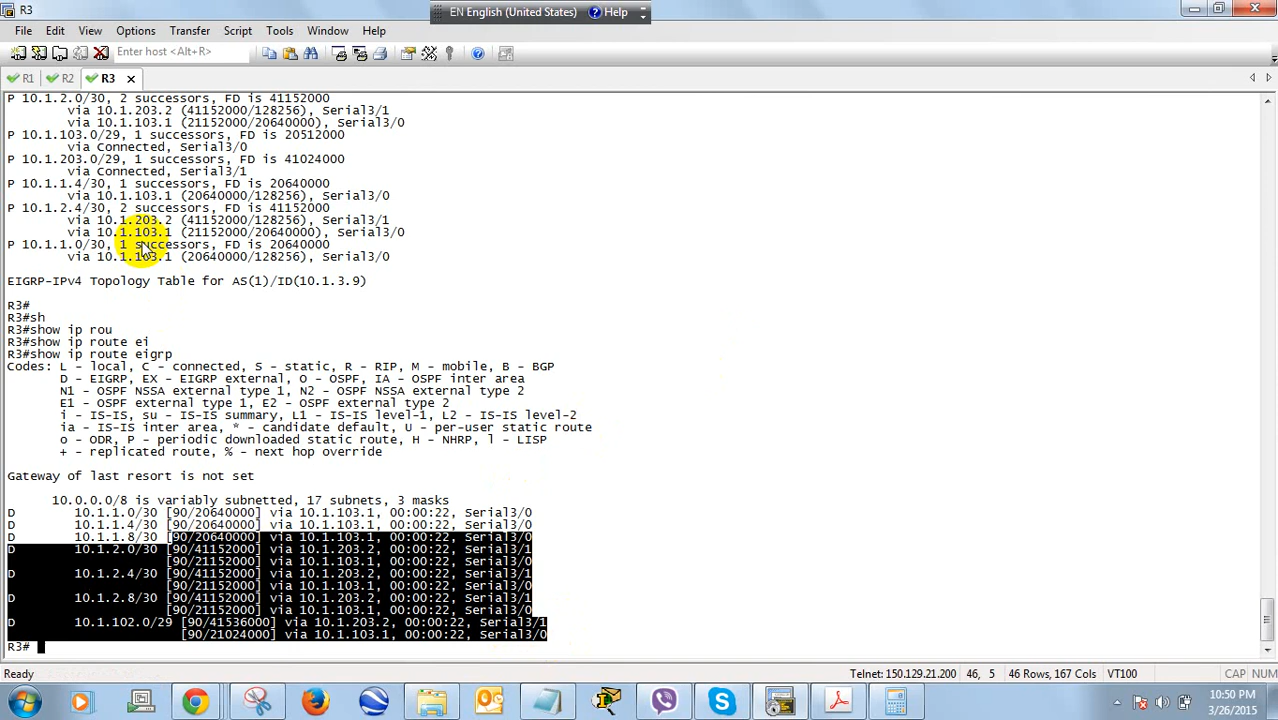 R3
EN English (United States) Help
File Edit View Options Transfer Script Tools Window Help
Enter host <Alt+R>
R1 R2 R3
P 10.1.2.0/30, 2 successors, FD is 41152000
via 10.1.203.2 (41152000/128256), Serial3/1
via 10.1.103.1 (21152000/20640000), Serial3/0
P 10.1.103.0/29, 1 successors, FD is 20512000
via Connected, Serial3/0
P 10.1.203.0/29, 1 successors, FD is 41024000
via Connected, Serial3/1
P 10.1.1.4/30, 1 successors, FD is 20640000
via 10.1.103.1 (20640000/128256), Serial3/0
P 10.1.2.4/30, 2 successors, FD is 41152000
via 10.1.203.2 (41152000/128256), Serial3/1
via 10.1.103.1 (21152000/20640000), Serial3/0
P 10.1.1.0/30, 1 successors, FD is 20640000
via 10.1.103.1 (20640000/128256), Serial3/0
EIGRP-IPv4 Topology Table for AS(1)/ID(10.1.3.9)
R3#
R3#sh
R3#show ip rou
R3#show ip route ei
R3#show ip route eigrp
Codes: L - local, C - connected, S - static, R - RIP, M - mobile, B - BGP
D - EIGRP, EX - EIGRP external, O - OSPF, IA - OSPF inter area
N1 - OSPF NSSA external type 1, N2 - OSPF NSSA external type 2
E1 - OSPF external type 1, E2 - OSPF external type 2
i - IS-IS, su - IS-IS summary, L1 - IS-IS level-1, L2 - IS-IS level-2
ia - IS-IS inter area, * - candidate default, U - per-user static route
o - ODR, P - periodic downloaded static route, H - NHRP, l - LISP
+ - replicated route, % - next hop override
Gateway of last resort is not set
10.0.0.0/8 is variably subnetted, 17 subnets, 3 masks
D 10.1.1.0/30 [90/20640000] via 10.1.103.1, 00:00:22, Serial3/0
D 10.1.1.4/30 [90/20640000] via 10.1.103.1, 00:00:22, Serial3/0
D 10.1.1.8/30 [90/20640000] via 10.1.103.1, 00:00:22, Serial3/0
D 10.1.2.0/30 [90/41152000] via 10.1.203.2, 00:00:22, Serial3/1
[90/21152000] via 10.1.103.1, 00:00:22, Serial3/0
D 10.1.2.4/30 [90/41152000] via 10.1.203.2, 00:00:22, Serial3/1
[90/21152000] via 10.1.103.1, 00:00:22, Serial3/0
D 10.1.2.8/30 [90/41152000] via 10.1.203.2, 00:00:22, Serial3/1
[90/21152000] via 10.1.103.1, 00:00:22, Serial3/0
D 10.1.102.0/29 [90/41536000] via 10.1.203.2, 00:00:22, Serial3/1
[90/21024000] via 10.1.103.1, 00:00:22, Serial3/0
R3#
Ready Telnet: 150.129.21.200 46, 5 46 Rows, 167 Cols VT100 CAP NUM
10:50 PM
3/26/2015